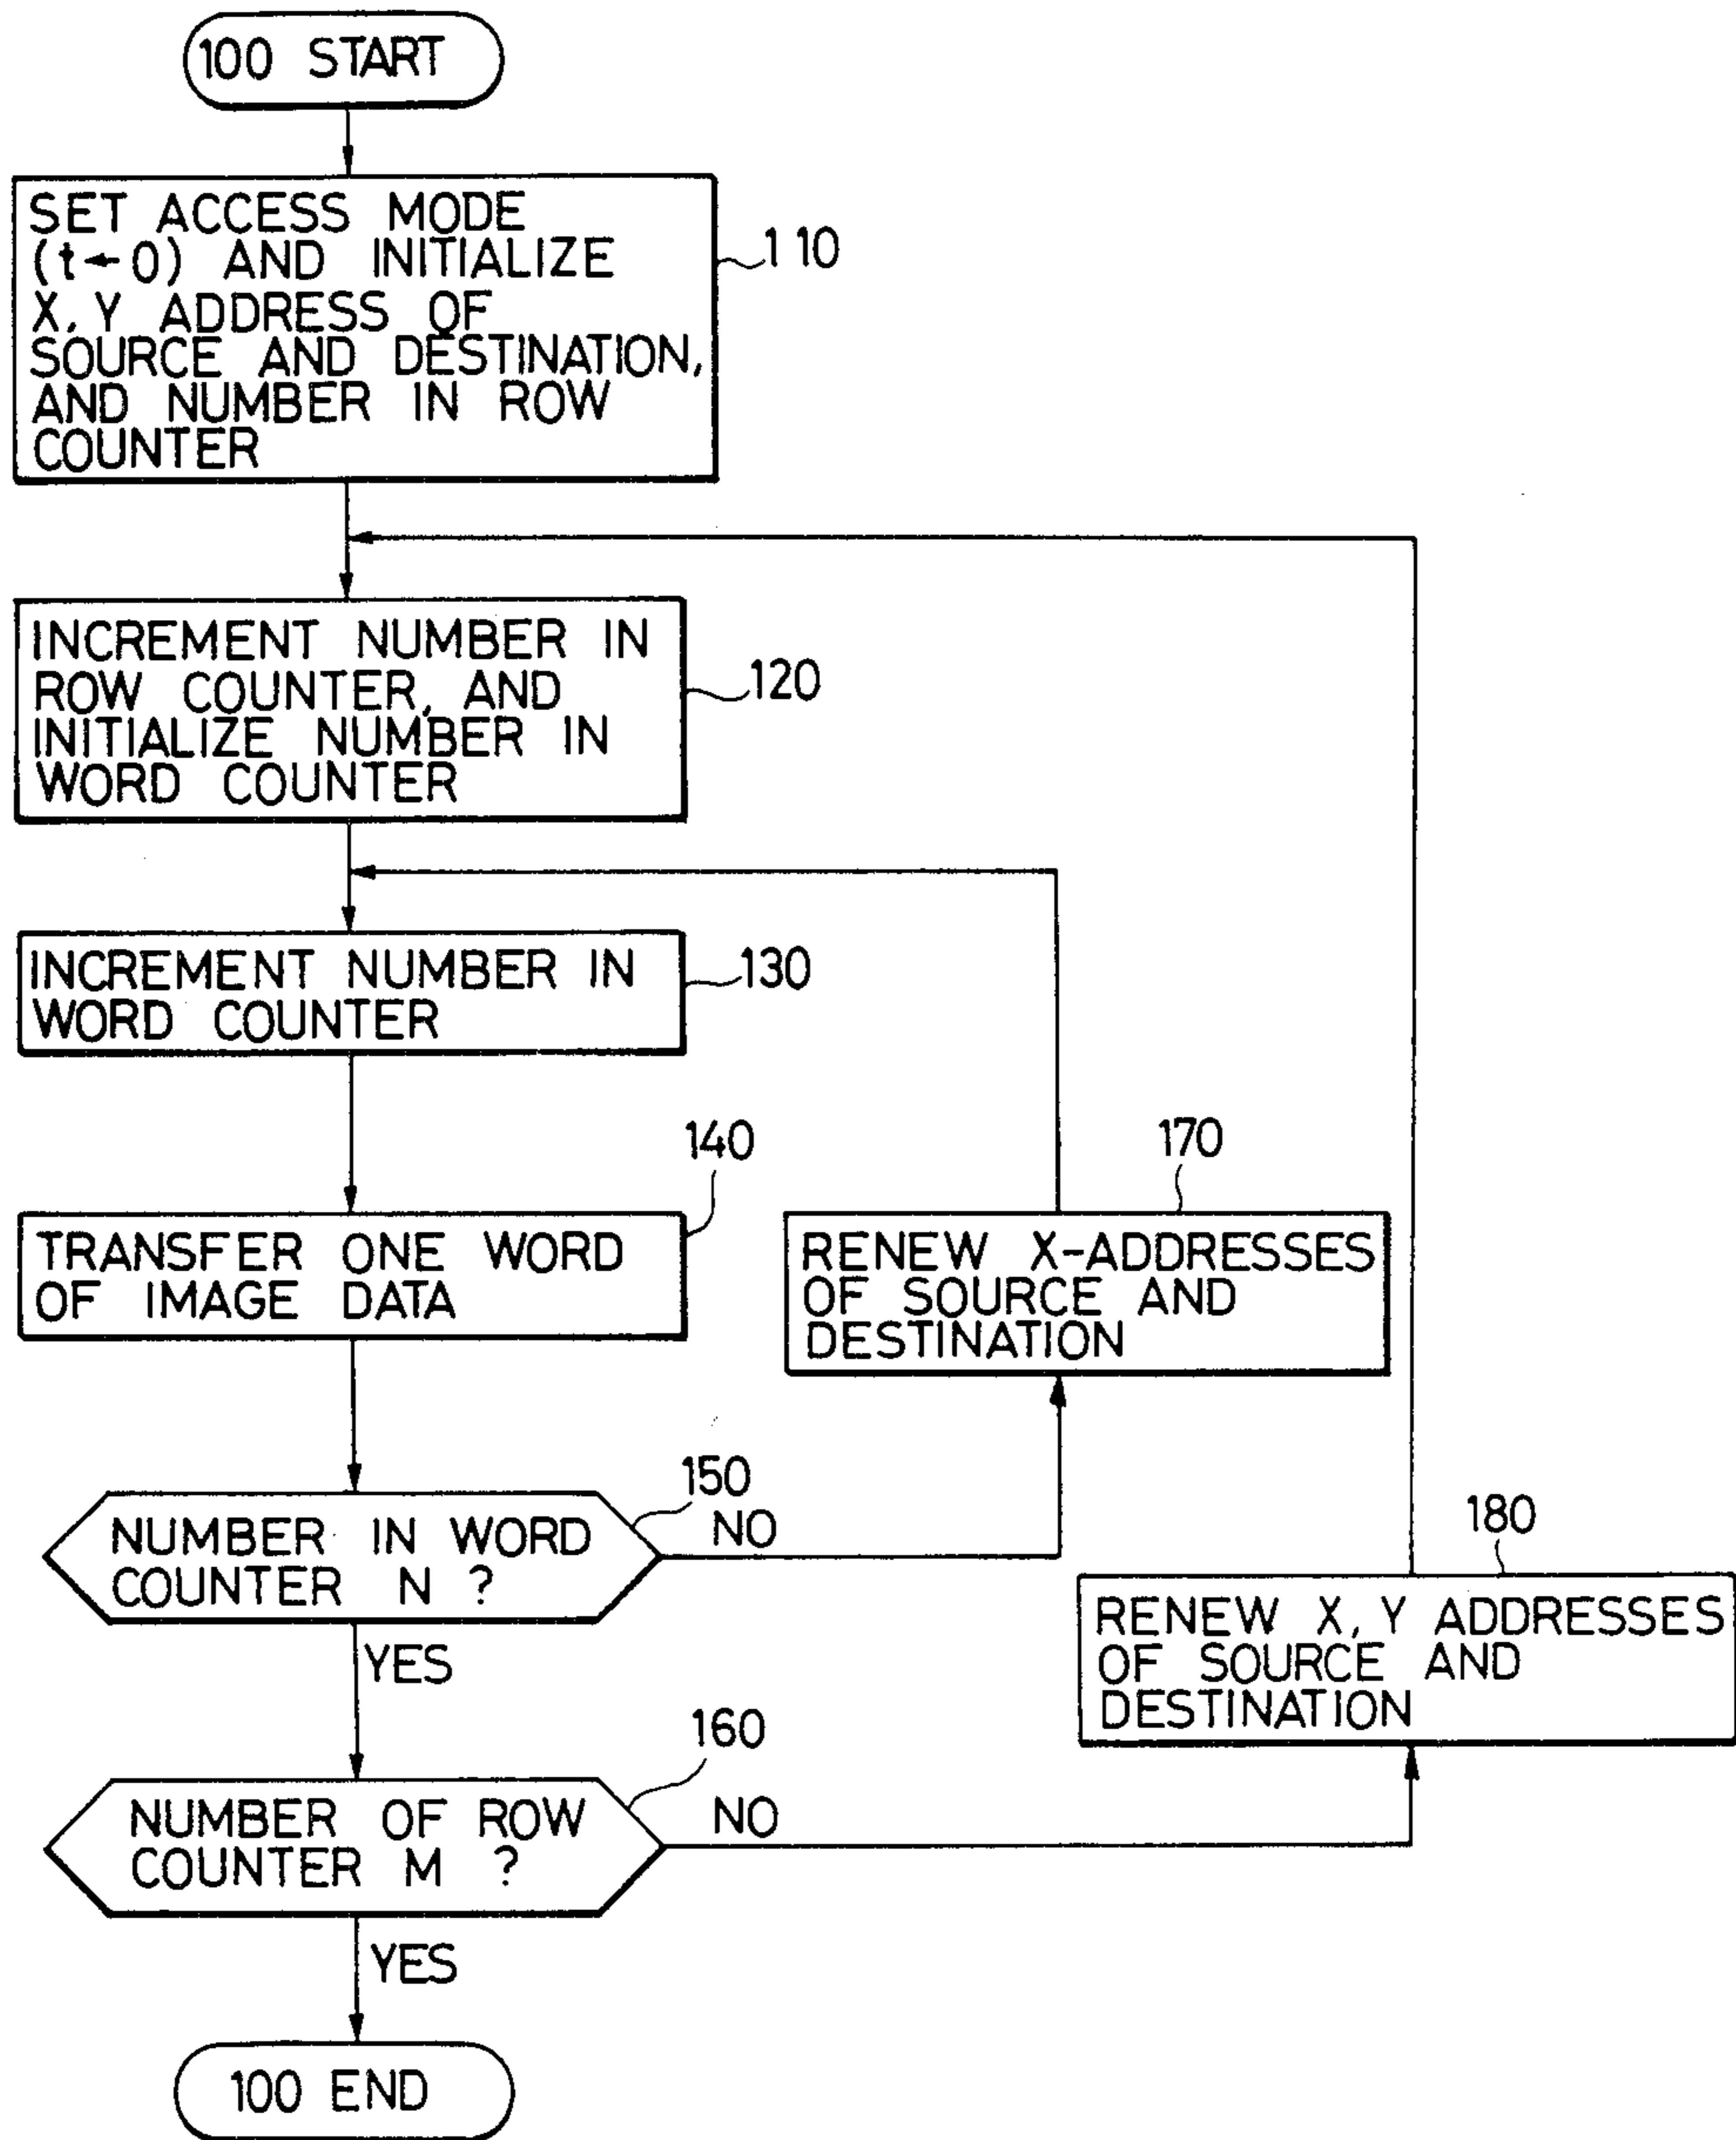 100 START
SET ACCESS MODE
(t←0) AND INITIALIZE
X, Y ADDRESS OF
SOURCE AND DESTINATION,
AND NUMBER IN ROW
COUNTER
110
INCREMENT NUMBER IN
ROW COUNTER, AND
INITIALIZE NUMBER IN
WORD COUNTER
120
INCREMENT NUMBER IN
WORD COUNTER
130
140
TRANSFER ONE WORD
OF IMAGE DATA
170
RENEW X-ADDRESSES
OF SOURCE AND
DESTINATION
150
NUMBER IN WORD
COUNTER N ?
NO
YES
180
RENEW X, Y ADDRESSES
OF SOURCE AND
DESTINATION
160
NUMBER OF ROW
COUNTER M ?
NO
YES
100 END